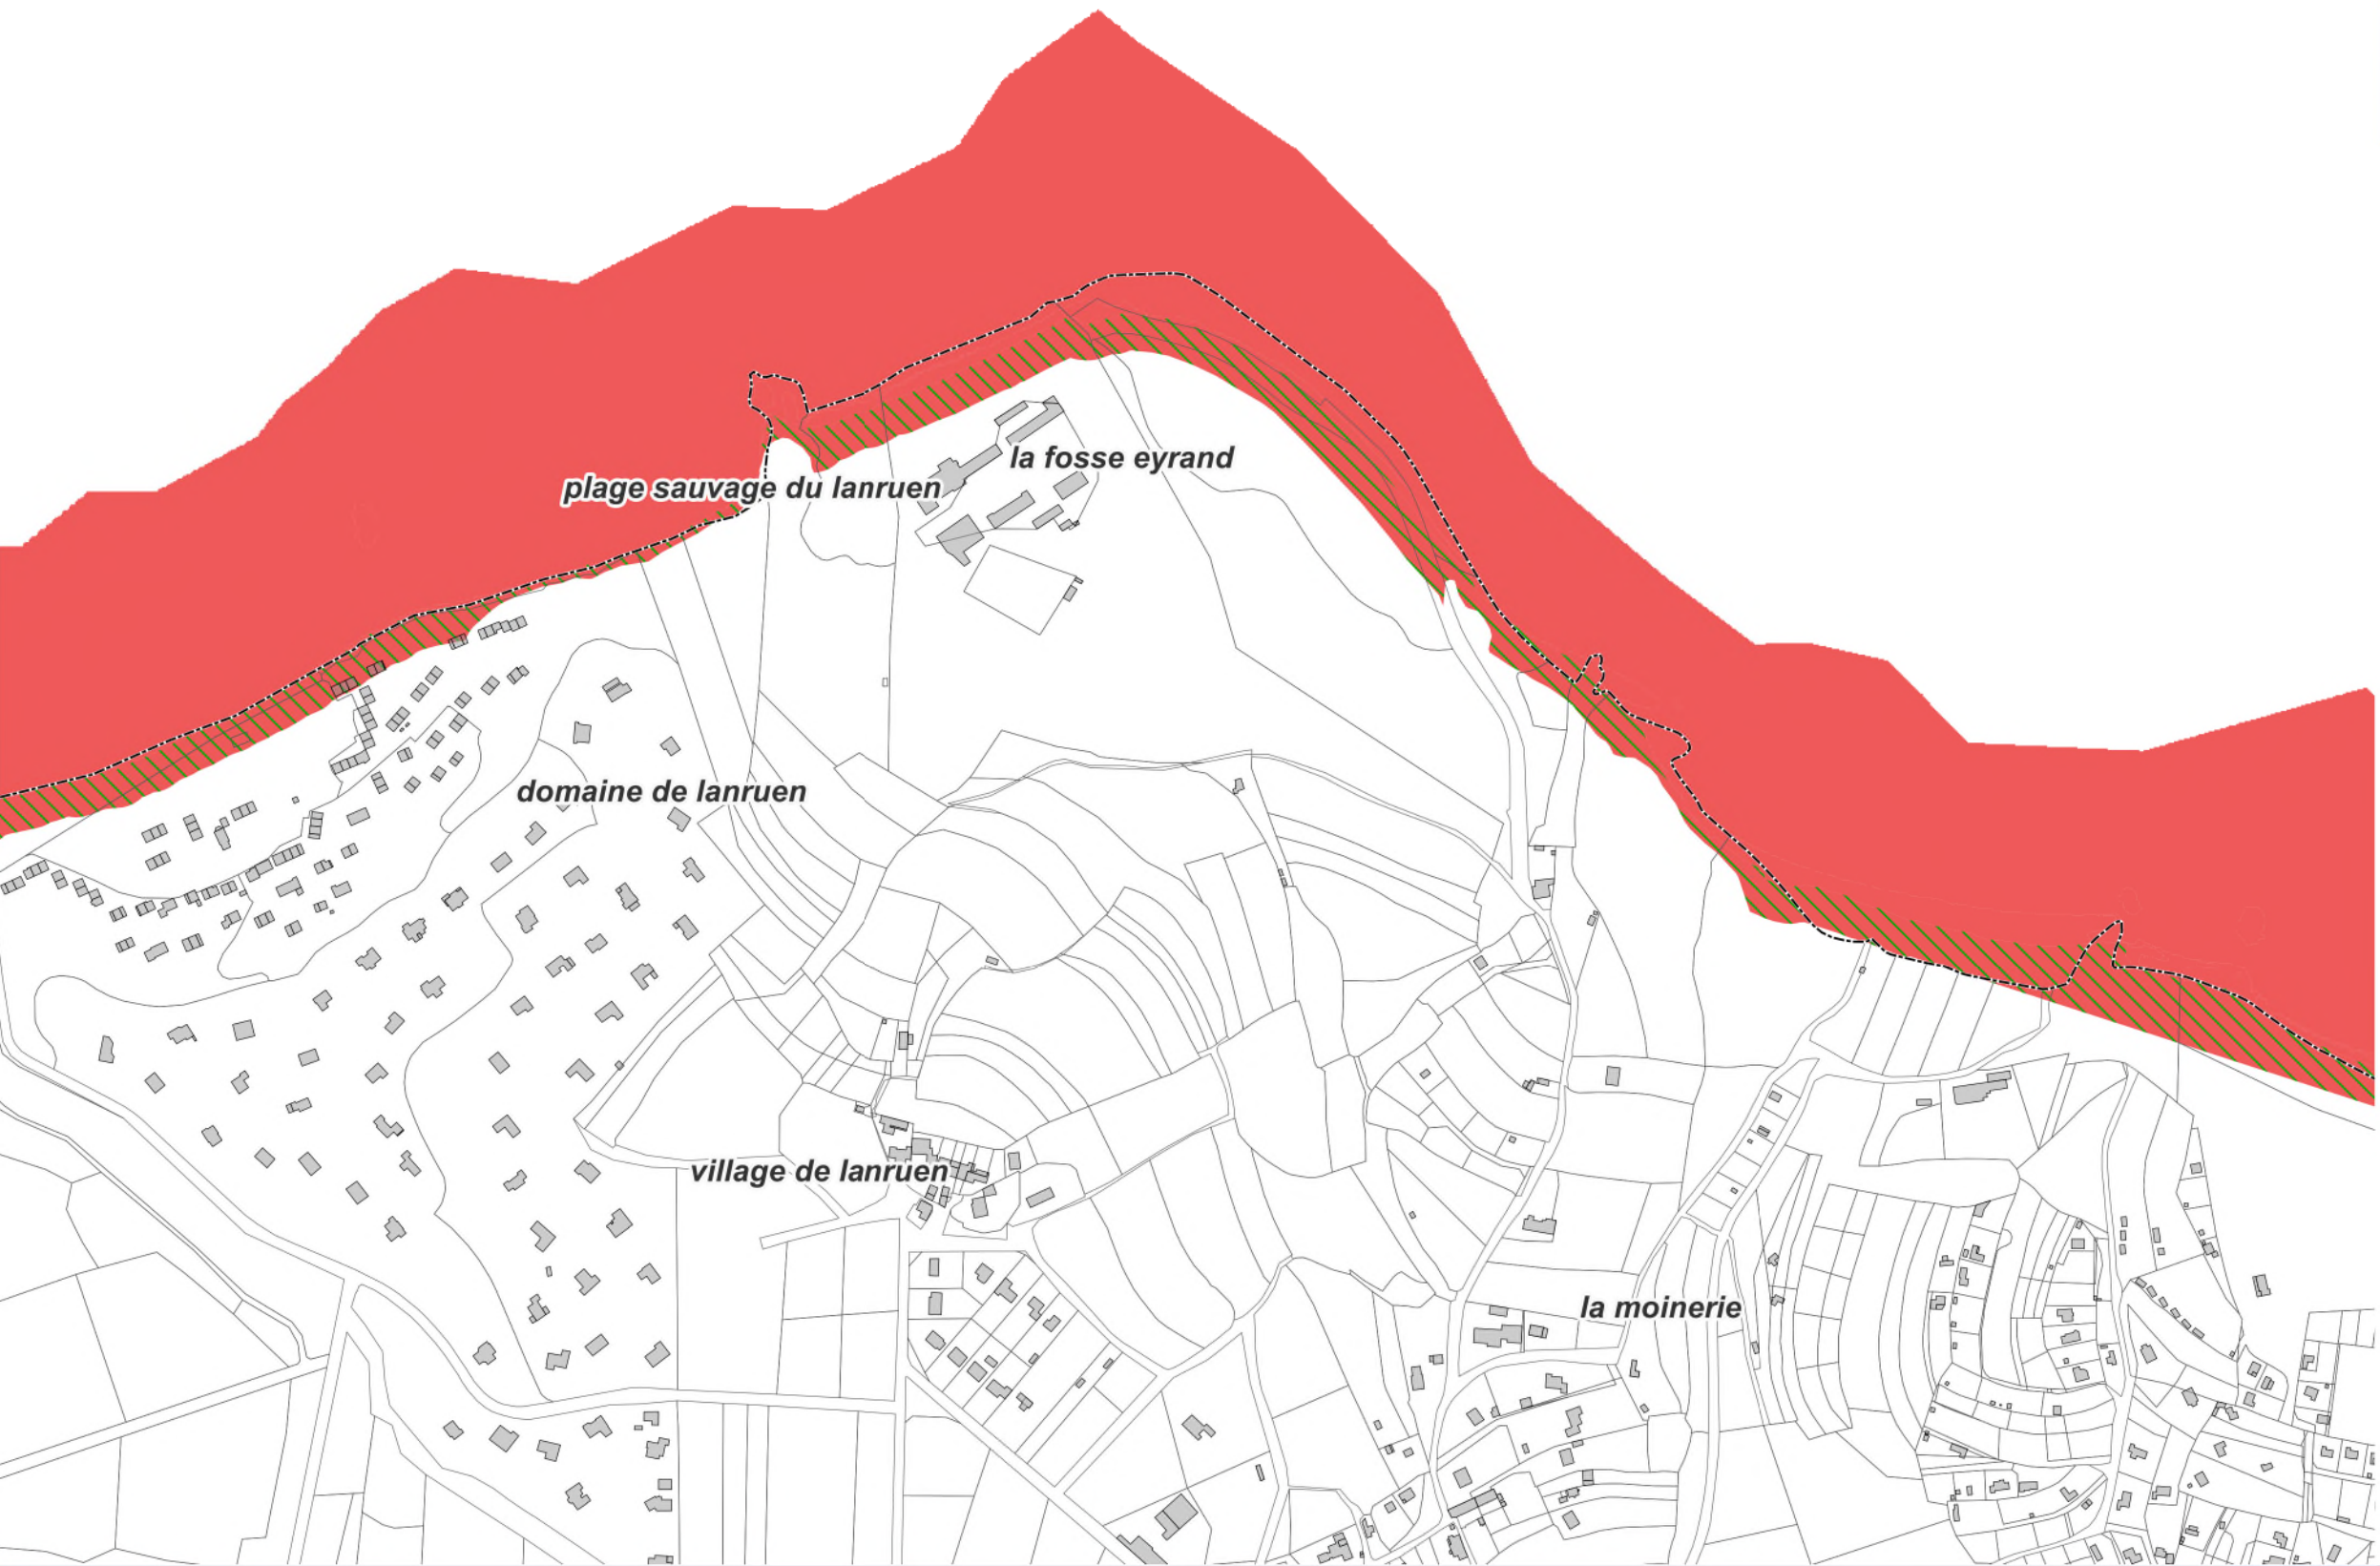 la fosse eyrand
plage sauvage du lanruen
domaine de lanruen
village de lanruen
la moinerie